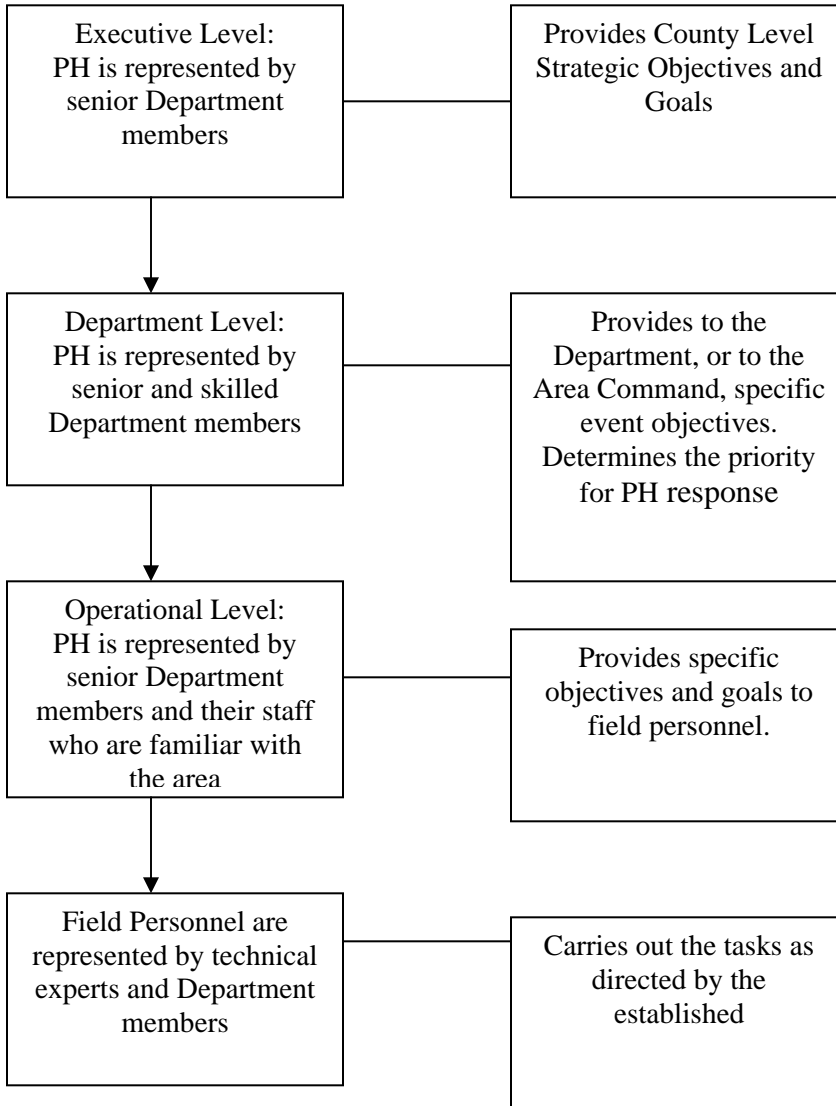 Executive Level:
PH is represented by
senior Department
members
Provides County Level
Strategic Objectives and
Goals
Department Level:
PH is represented by
senior and skilled
Department members
Provides to the
Department, or to the
Area Command, specific
event objectives.
Determines the priority
for PH response
Operational Level:
PH is represented by
senior Department
members and their staff
who are familiar with
the area
Provides specific
objectives and goals to
field personnel.
Field Personnel are
represented by technical
experts and Department
members
Carries out the tasks as
directed by the
established